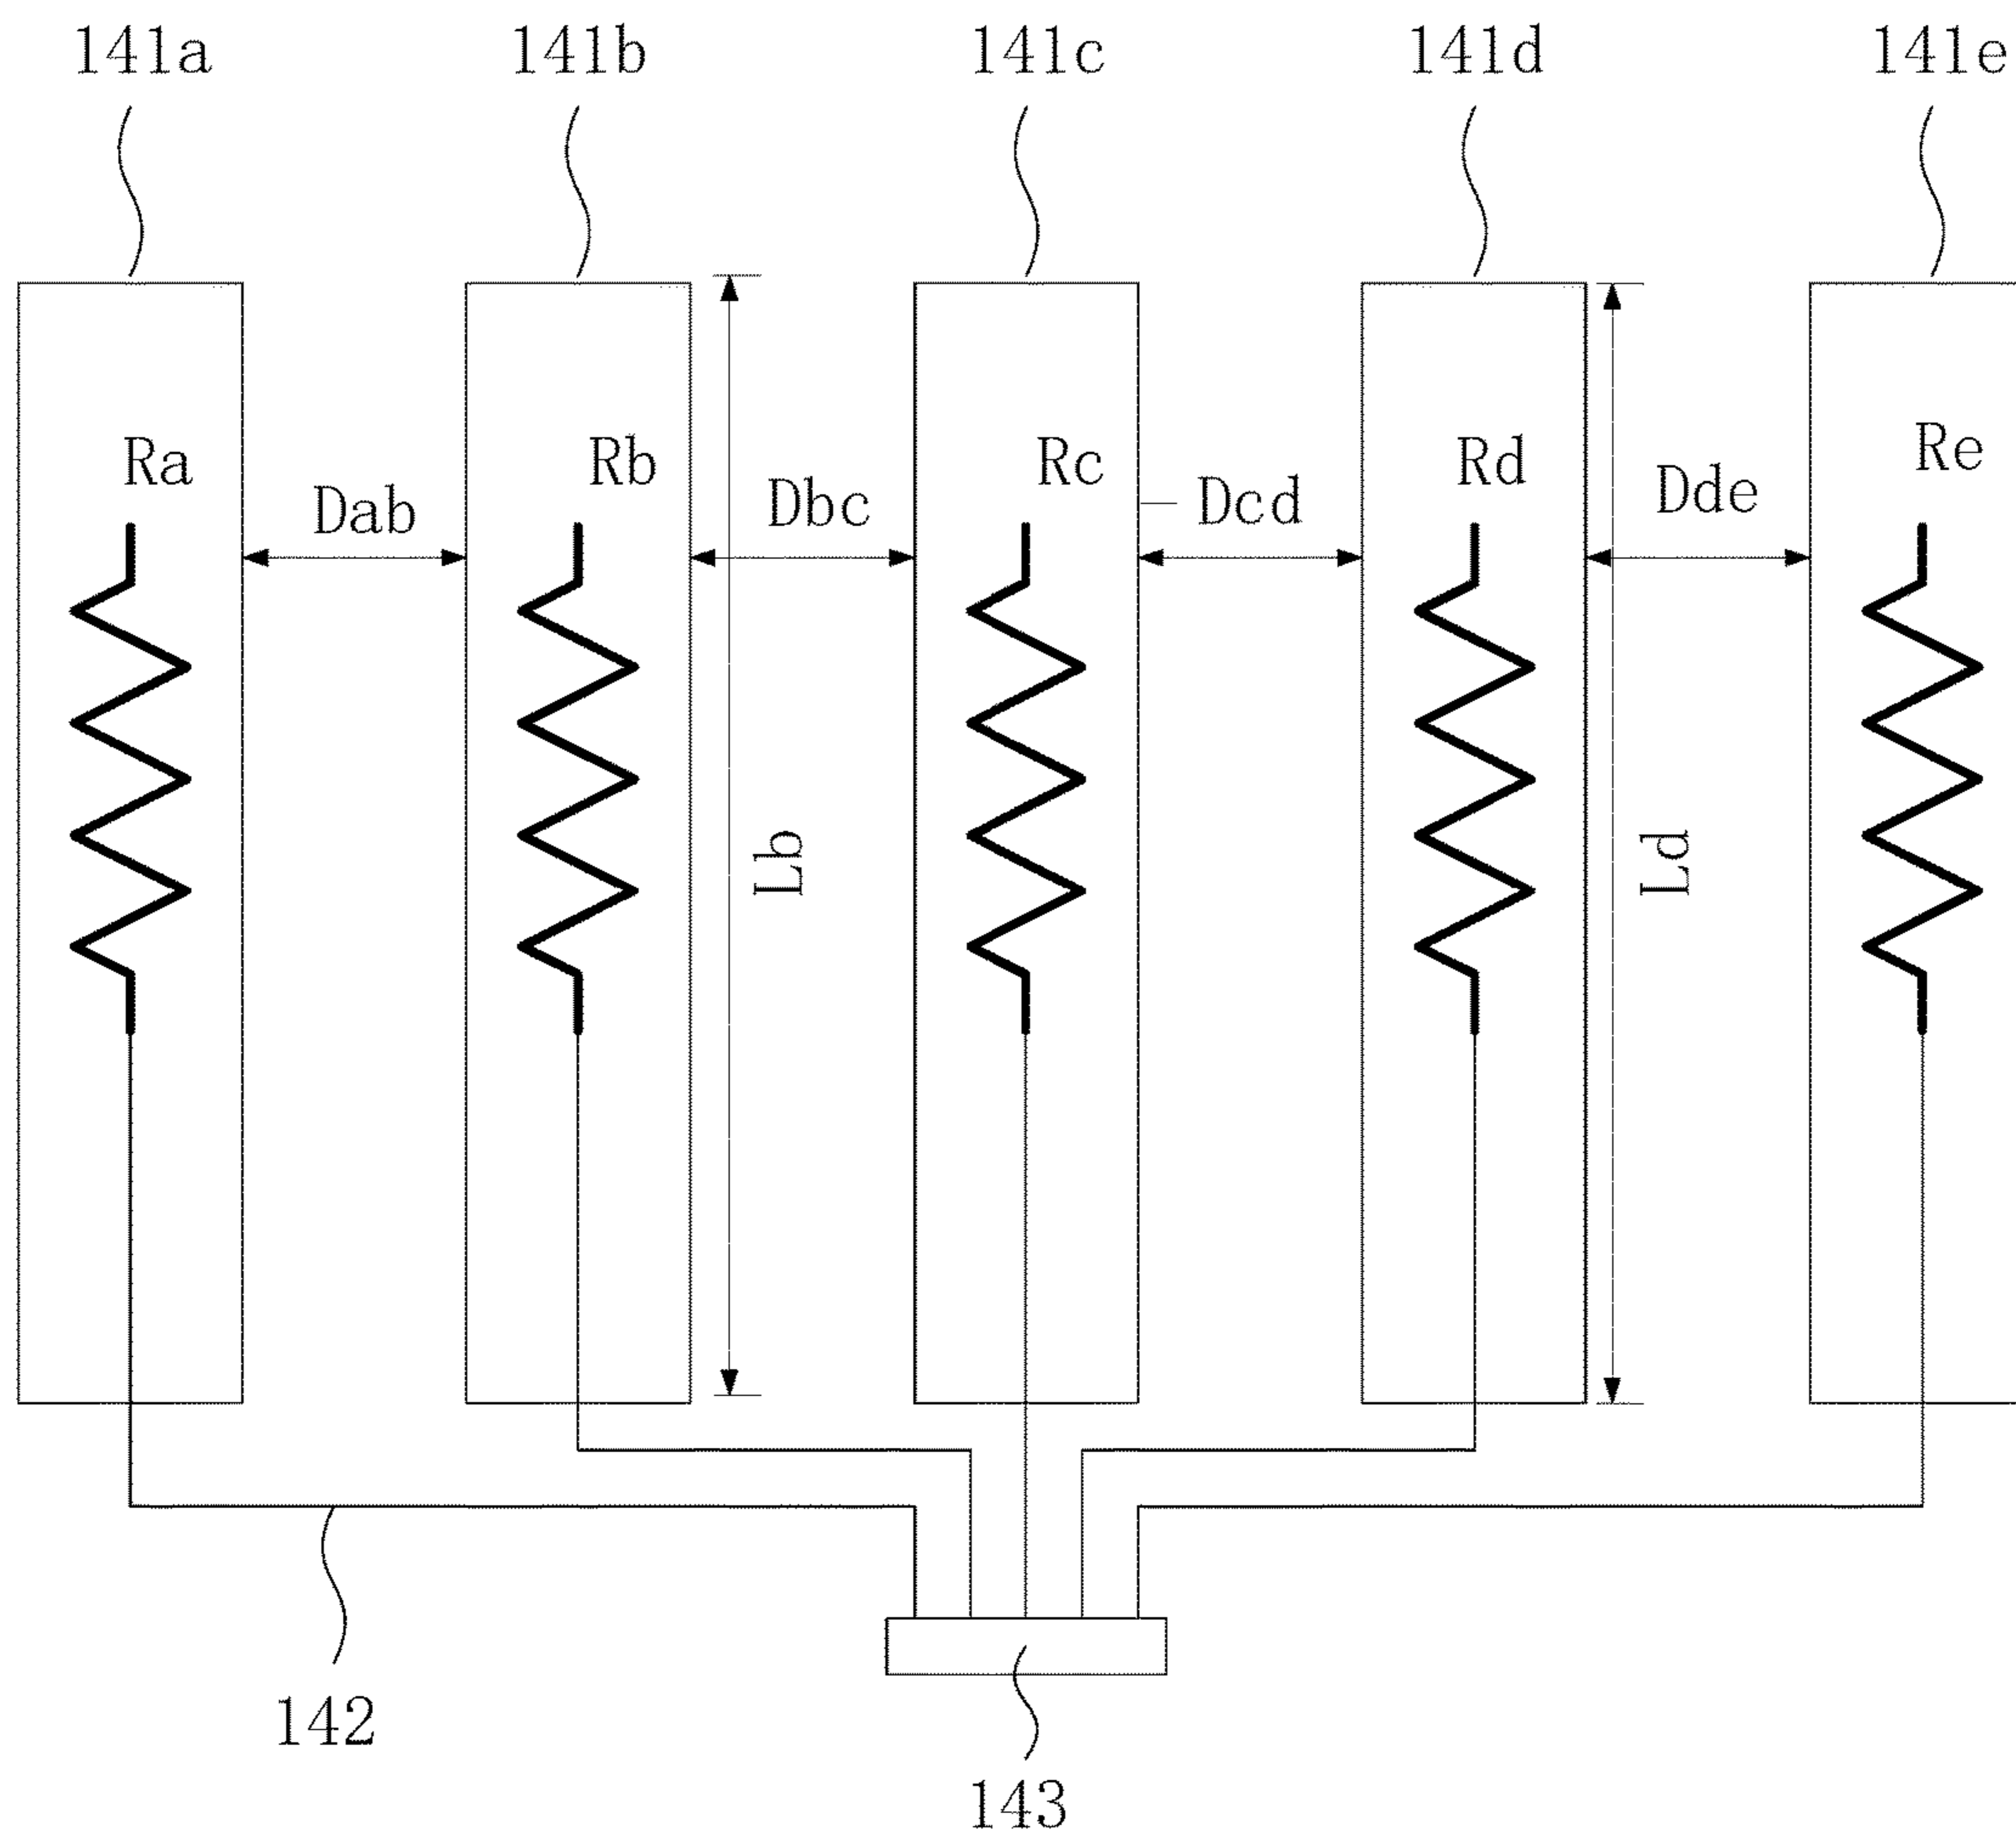 141a 141b 141c 141d 141e
Ra Rb Rc Rd Re
Dab Dbc Dcd Dde
Lb Ld
142
143